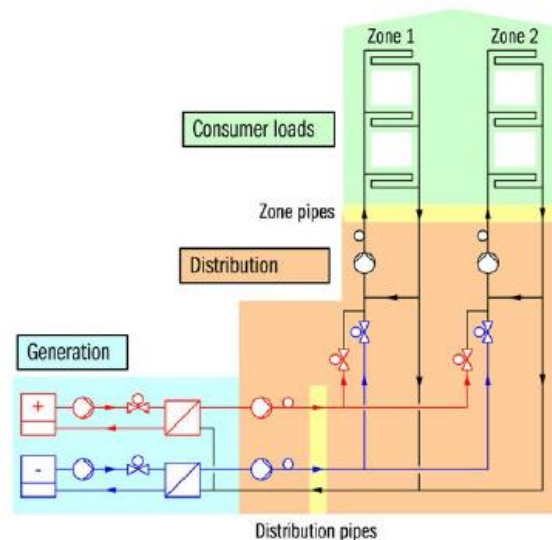 Zone 1
Zone 2
Consumer loads
Zone pipes
Distribution
Generation
+
-
Distribution pipes